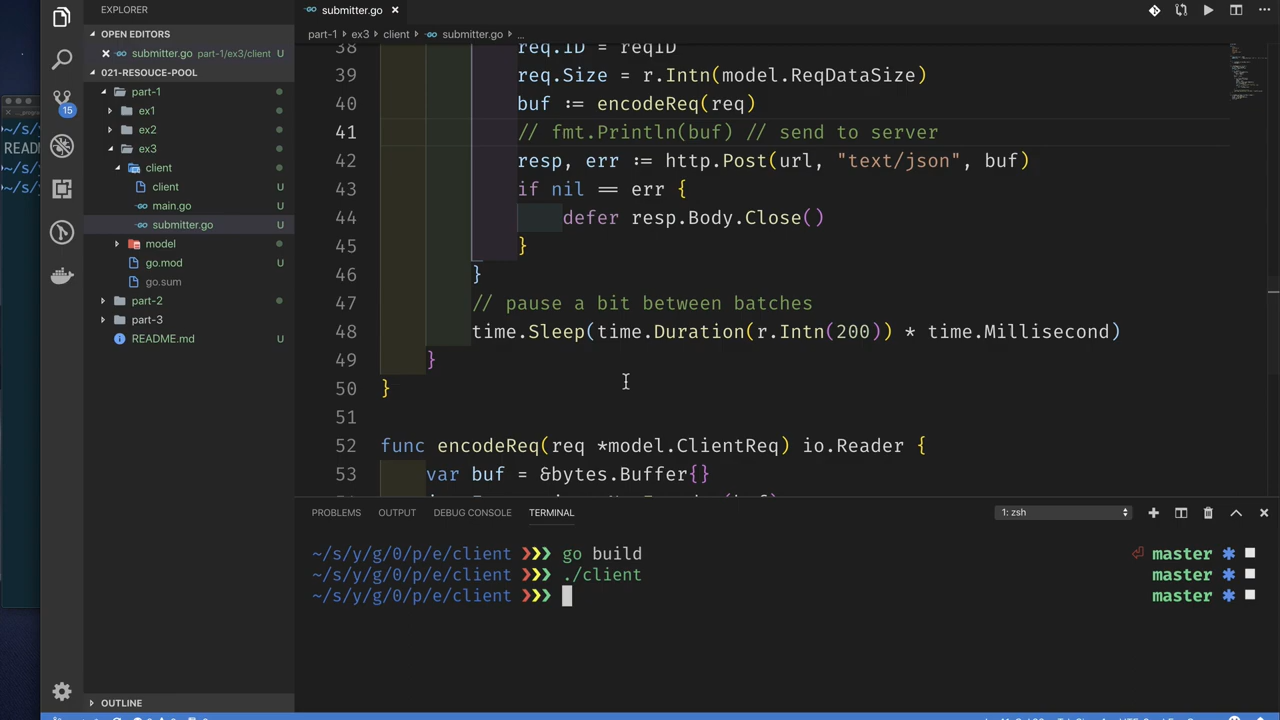 EXPLORER
OPEN EDITORS
submitter.go part-1/ex3/client U
021-RESOUCE-POOL
part-1
ex1
ex2
ex3
client
client U
main.go U
submitter.go U
model
go.mod U
go.sum
part-2
part-3
README.md U
OUTLINE
15
submitter.go
part-1 › ex3 › client › submitter.go › ...
38 req.ID = reqID
39 req.Size = r.Intn(model.ReqDataSize)
40 buf := encodeReq(req)
41 // fmt.Println(buf) // send to server
42 resp, err := http.Post(url, "text/json", buf)
43 if nil == err {
44 defer resp.Body.Close()
45 }
46 }
47 // pause a bit between batches
48 time.Sleep(time.Duration(r.Intn(200)) * time.Millisecond)
49 }
50 }
51
52 func encodeReq(req *model.ClientReq) io.Reader {
53 var buf = &bytes.Buffer{}
PROBLEMS OUTPUT DEBUG CONSOLE TERMINAL 1: zsh
~/s/y/g/0/p/e/client ❯❯❯ go build master
~/s/y/g/0/p/e/client ❯❯❯ ./client master
~/s/y/g/0/p/e/client ❯❯❯ master